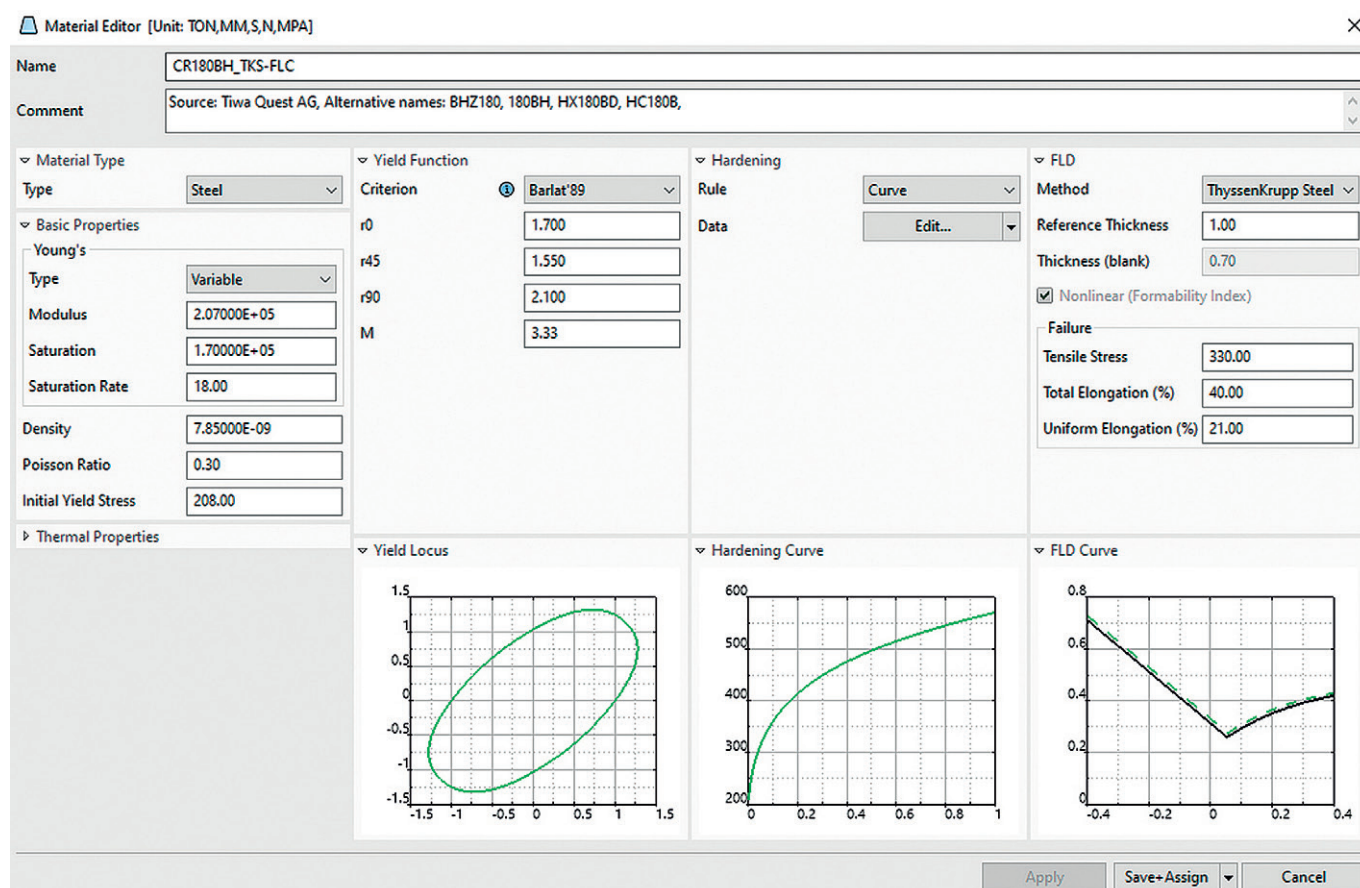 Material Editor [Unit: TON,MM,S,N,MPA]
Name
CR180BH_TKS-FLC
Comment
Source: Tiwa Quest AG, Alternative names: BHZ180, 180BH, HX180BD, HC180B,
Material Type
Type
Steel
Basic Properties
Young's
Type
Variable
Modulus
2.07000E+05
Saturation
1.70000E+05
Saturation Rate
18.00
Density
7.85000E-09
Poisson Ratio
0.30
Initial Yield Stress
208.00
Thermal Properties
Yield Function
Criterion
Barlat'89
r0
1.700
r45
1.550
r90
2.100
M
3.33
Hardening
Rule
Curve
Data
Edit...
FLD
Method
ThyssenKrupp Steel
Reference Thickness
1.00
Thickness (blank)
0.70
Nonlinear (Formability Index)
Failure
Tensile Stress
330.00
Total Elongation (%)
40.00
Uniform Elongation (%)
21.00
Yield Locus
1.5
1
0.5
0
-0.5
-1
-1.5
-1.5 -1 -0.5 0 0.5 1 1.5
Hardening Curve
600
500
400
300
200
0 0.2 0.4 0.6 0.8 1
FLD Curve
0.8
0.6
0.4
0.2
0
-0.4 -0.2 0 0.2 0.4
Apply
Save+Assign
Cancel